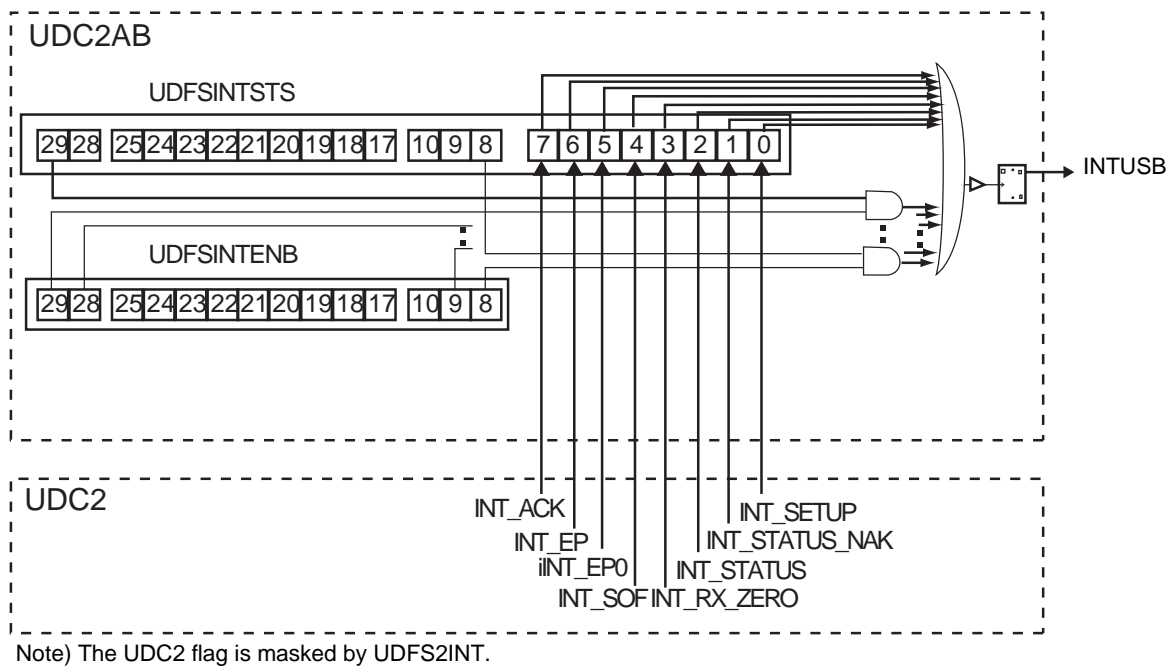 UDC2AB
UDFSINTSTS
29 28 25 24 23 22 21 20 19 18 17 10 9 8 7 6 5 4 3 2 1 0
INTUSB
UDFSINTENB
29 28 25 24 23 22 21 20 19 18 17 10 9 8
UDC2
INT_ACK INT_SETUP
INT_EP INT_STATUS_NAK
iINT_EP0 INT_STATUS
INT_SOF INT_RX_ZERO
Note) The UDC2 flag is masked by UDFS2INT.